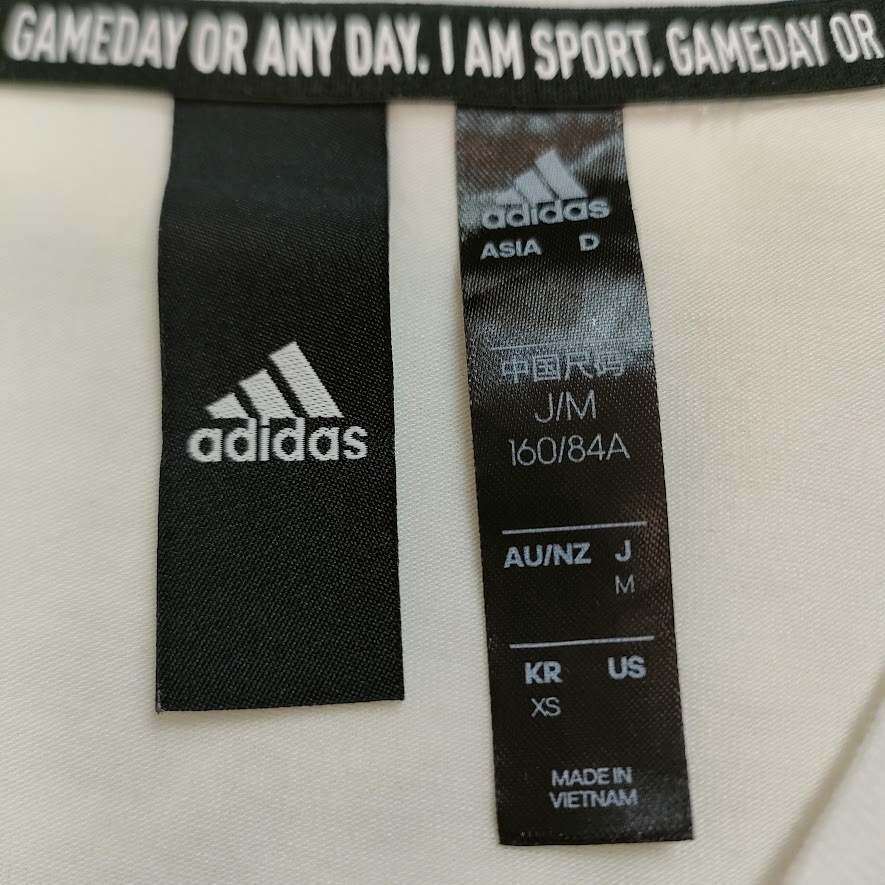 GAMEDAY OR ANY DAY. I AM SPORT. GAMEDAY OR
adidas
adidas
ASIA D
中国尺码
J/M
160/84A
AU/NZ J
M
KR US
XS
MADE IN
VIETNAM